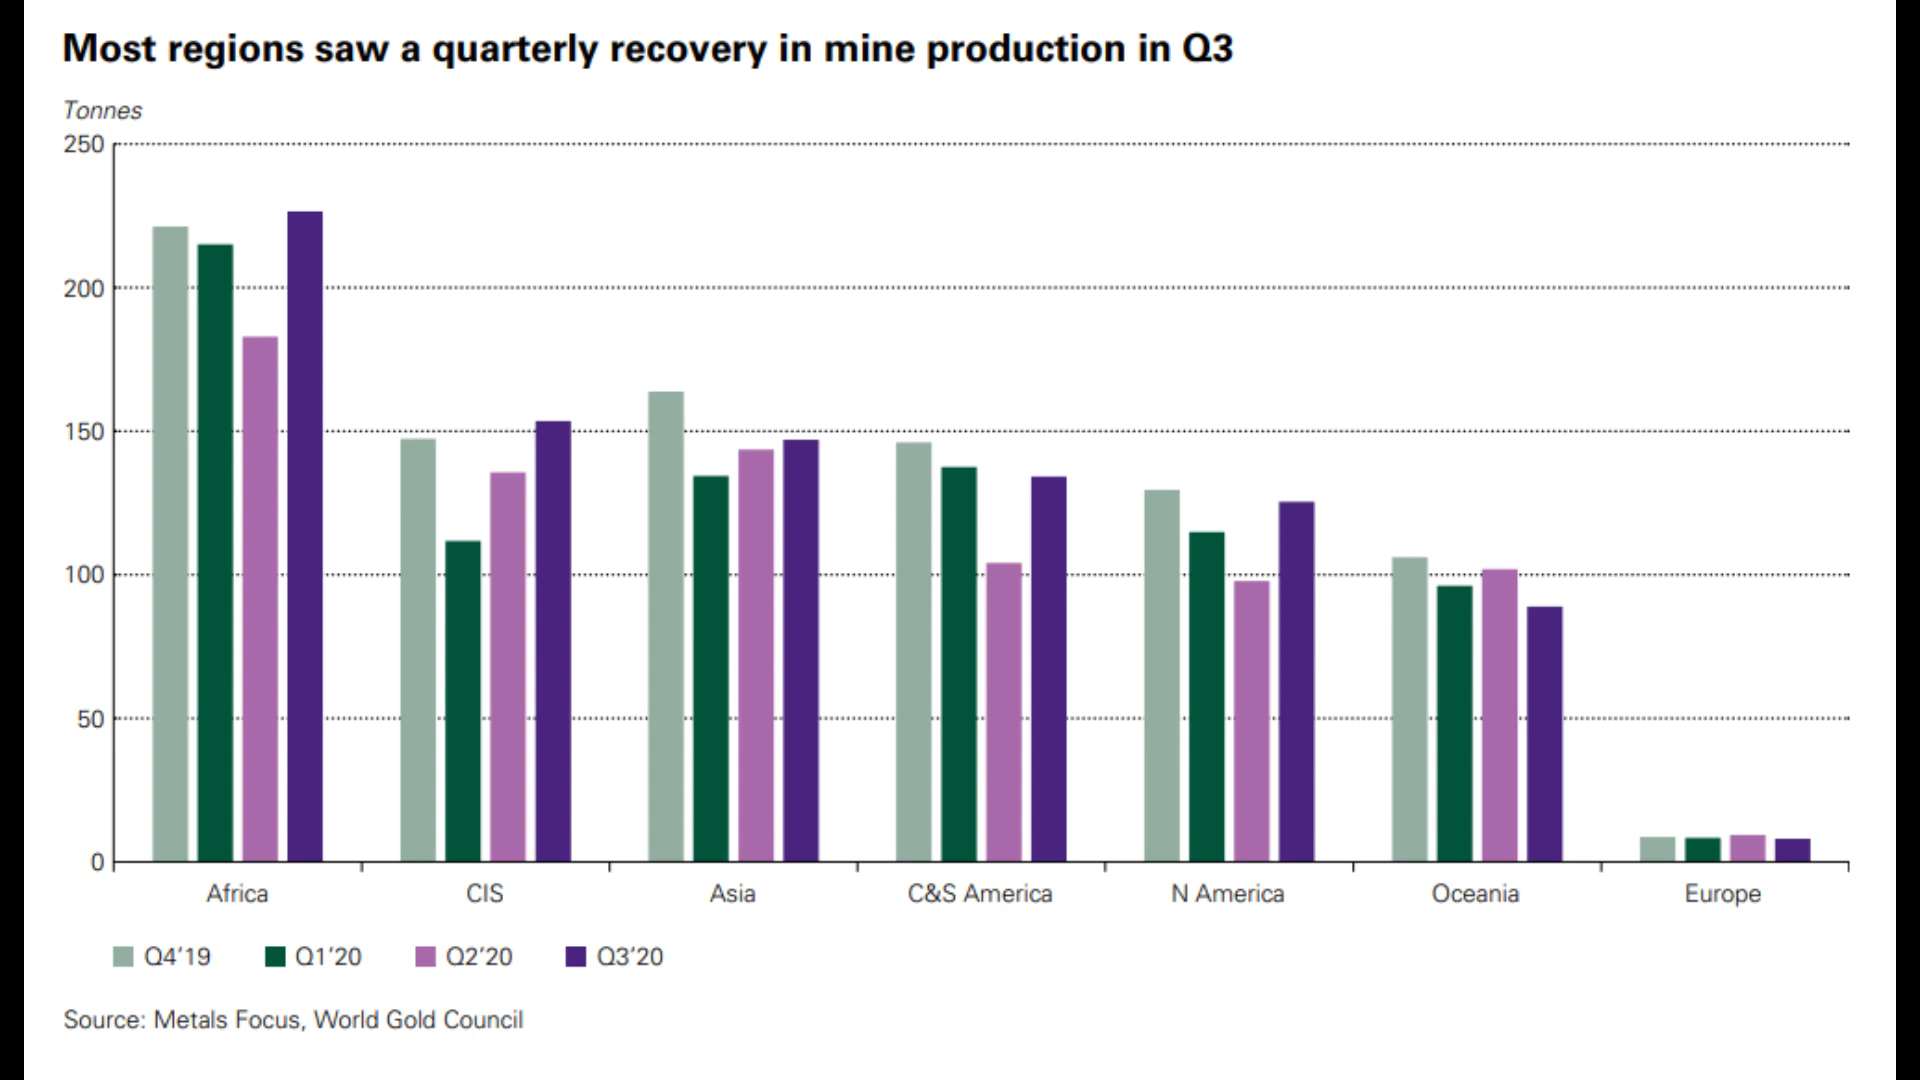 Most regions saw a quarterly recovery in mine production in Q3
Tonnes
250
200
150
100
50
0
Africa CIS Asia C&S America N America Oceania Europe
Q4’19 Q1’20 Q2’20 Q3’20
Source: Metals Focus, World Gold Council